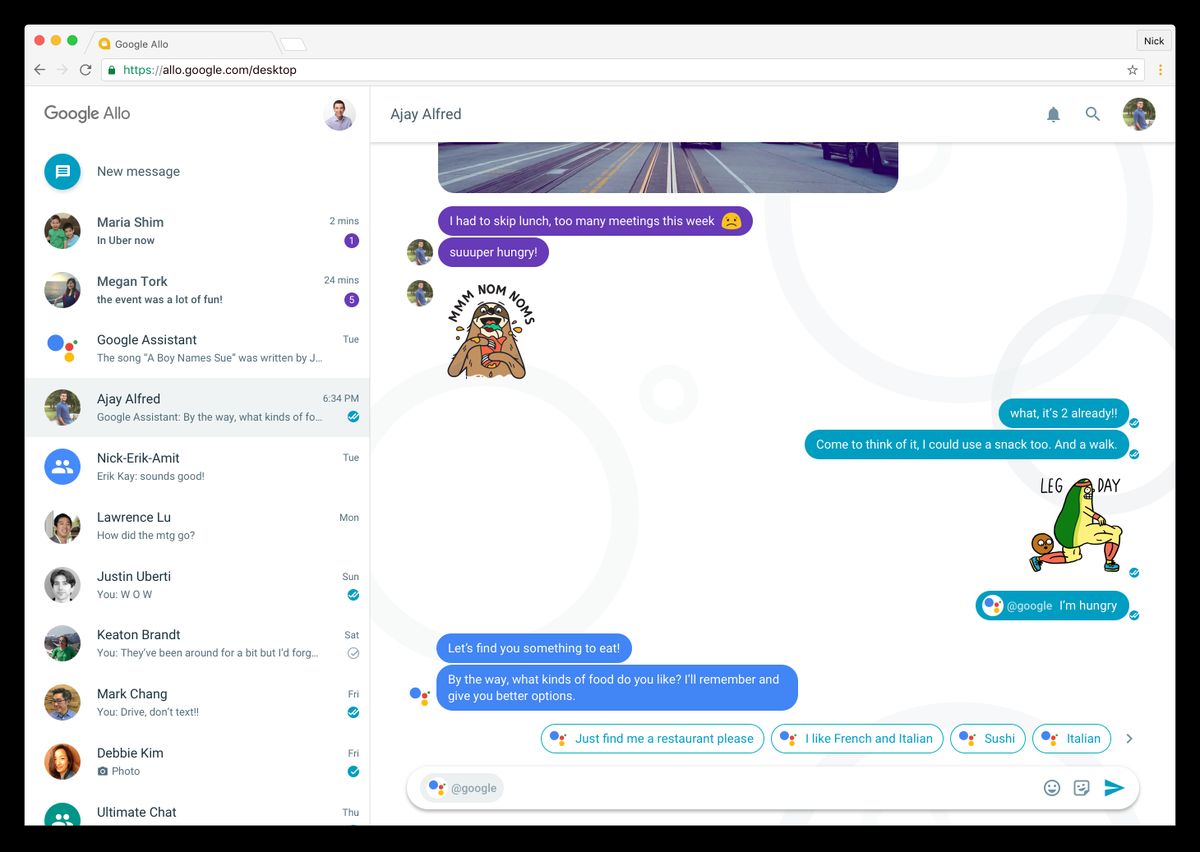 Google Allo
Nick
https://allo.google.com/desktop
Google Allo
New message
Maria Shim
2 mins
In Uber now
1
Megan Tork
24 mins
the event was a lot of fun!
5
Google Assistant
Tue
The song “A Boy Names Sue” was written by J...
Ajay Alfred
6:34 PM
Google Assistant: By the way, what kinds of fo...
Nick-Erik-Amit
Tue
Erik Kay: sounds good!
Lawrence Lu
Mon
How did the mtg go?
Justin Uberti
Sun
You: W O W
Keaton Brandt
Sat
You: They’ve been around for a bit but I’d forg...
Mark Chang
Fri
You: Drive, don’t text!!
Debbie Kim
Fri
Photo
Ultimate Chat
Thu
Ajay Alfred
I had to skip lunch, too many meetings this week
suuuper hungry!
MMM NOM NOMS
what, it’s 2 already!!
Come to think of it, I could use a snack too. And a walk.
LEG DAY
@google I’m hungry
Let’s find you something to eat!
By the way, what kinds of food do you like? I’ll remember and
give you better options.
Just find me a restaurant please
I like French and Italian
Sushi
Italian
@google